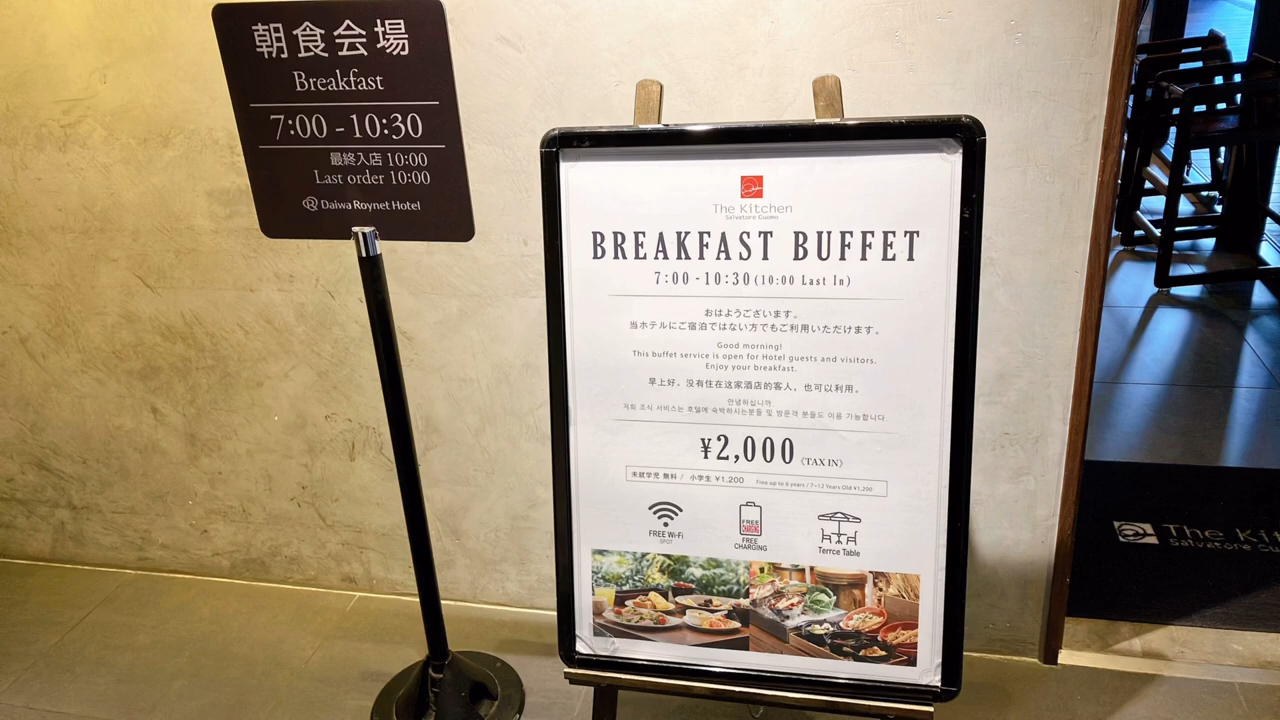 朝食会場
Breakfast
7:00 - 10:30
最終入店 10:00
Last order 10:00
Daiwa Roynet Hotel
The Kitchen
Salvatore Cuomo
BREAKFAST BUFFET
7:00 - 10:30 (10:00 Last In)
おはようございます。
当ホテルにご宿泊ではない方でもご利用いただけます。
Good morning!
This buffet service is open for Hotel guests and visitors.
Enjoy your breakfast.
早上好。没有住在这家酒店的客人，也可以利用。
안녕하십니까
저희 조식 서비스는 호텔에 숙박하시는분들 및 방문객 분들도 이용 가능합니다.
¥2,000 《TAX IN》
未就学児 無料 / 小学生 ¥1,200 Free up to 6 years / 7~12 Years Old ¥1,200
FREE Wi-Fi
SPOT
FREE
CHARGING
FREE
CHARGING
Terrce Table
The Kit
Salvatore Cu